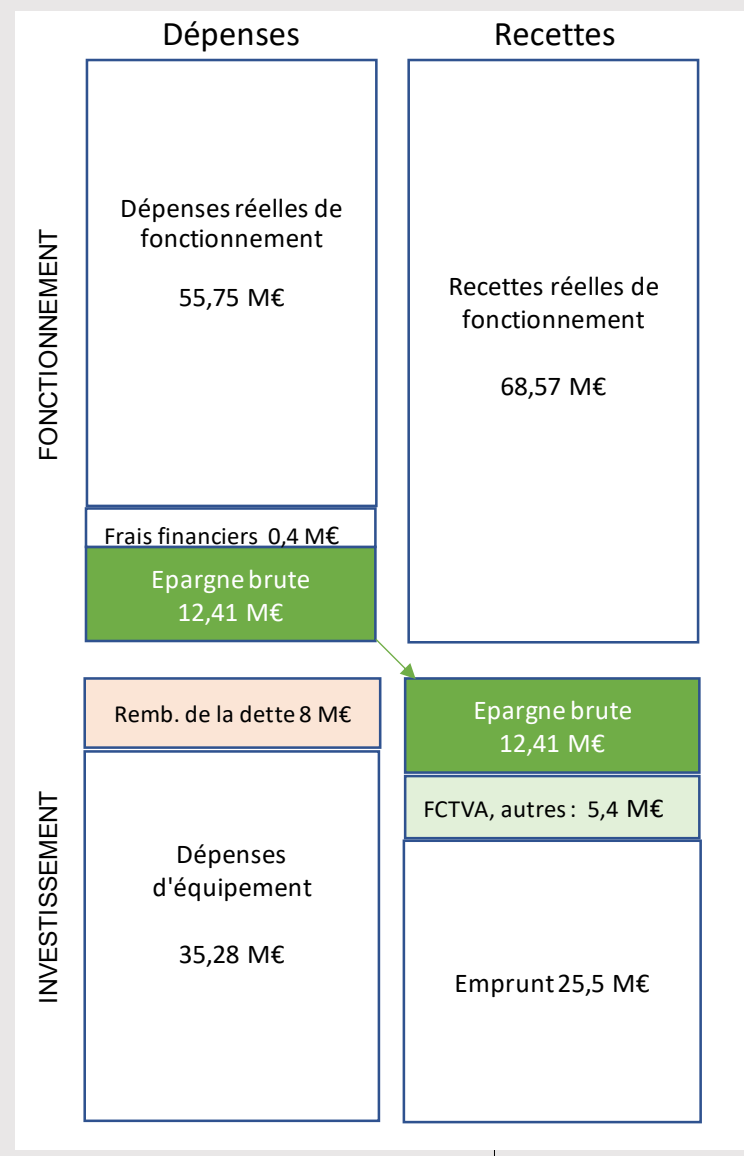 Dépenses
Recettes
FONCTIONNEMENT
Dépenses réelles de
fonctionnement
55,75 M€
Frais financiers 0,4 M€
Epargne brute
12,41 M€
Recettes réelles de
fonctionnement
68,57 M€
INVESTISSEMENT
Remb. de la dette 8 M€
Dépenses
d'équipement
35,28 M€
Epargne brute
12,41 M€
FCTVA, autres : 5,4 M€
Emprunt 25,5 M€